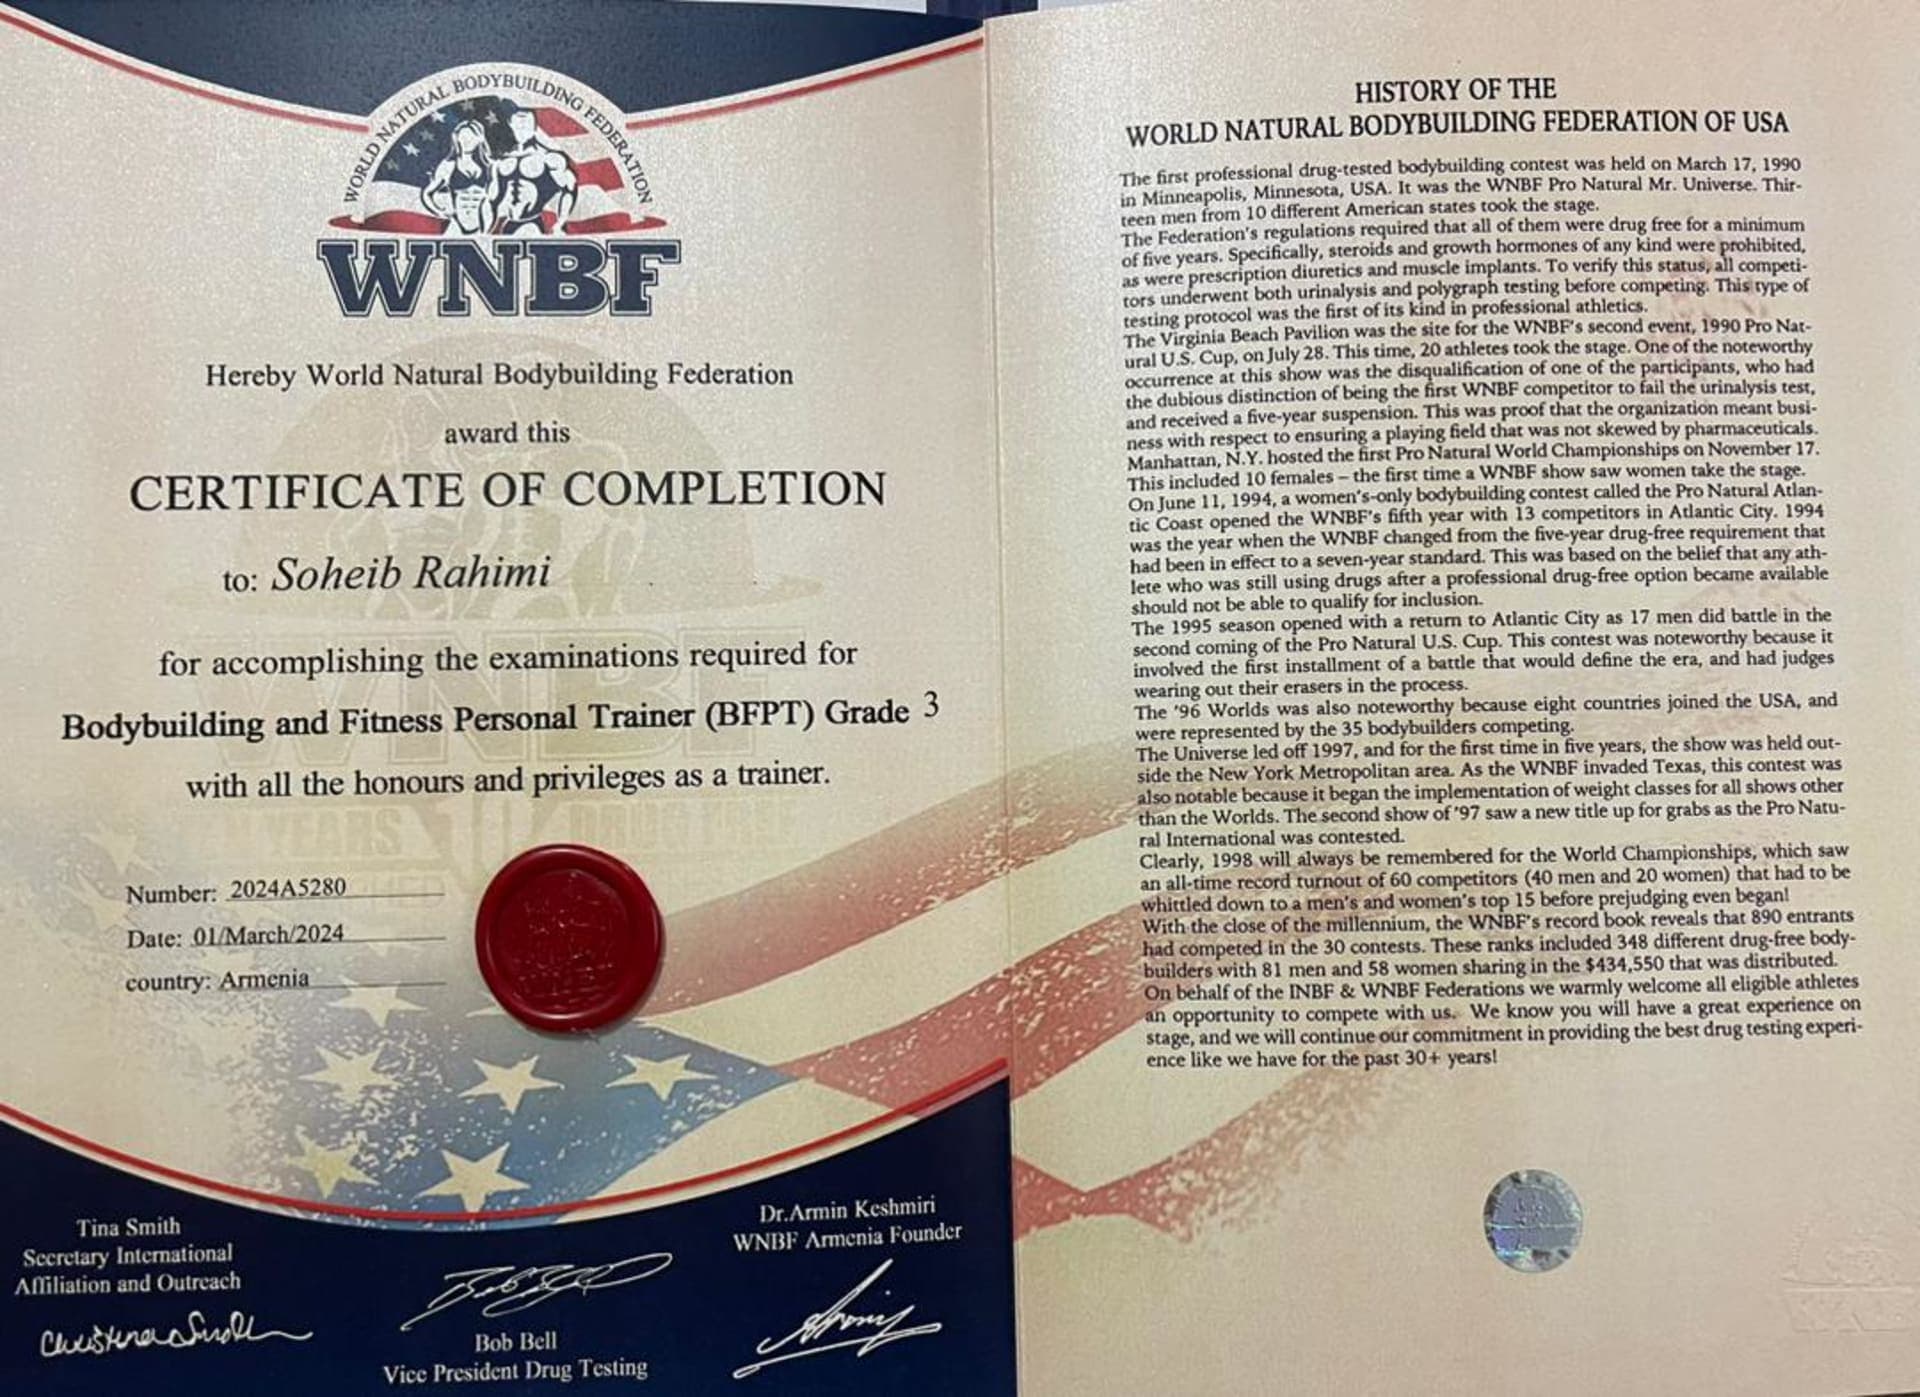 WORLD NATURAL BODYBUILDING FEDERATION
WNBF
Hereby World Natural Bodybuilding Federation
award this
CERTIFICATE OF COMPLETION
to: Soheib Rahimi
for accomplishing the examinations required for
Bodybuilding and Fitness Personal Trainer (BFPT) Grade 3
with all the honours and privileges as a trainer.
Number: 2024A5280
Date: 01/March/2024
country: Armenia
Tina Smith
Secretary International
Affiliation and Outreach
Bob Bell
Vice President Drug Testing
Dr.Armin Keshmiri
WNBF Armenia Founder
HISTORY OF THE
WORLD NATURAL BODYBUILDING FEDERATION OF USA
The first professional drug-tested bodybuilding contest was held on March 17, 1990
in Minneapolis, Minnesota, USA. It was the WNBF Pro Natural Mr. Universe. Thir-
teen men from 10 different American states took the stage.
The Federation's regulations required that all of them were drug free for a minimum
of five years. Specifically, steroids and growth hormones of any kind were prohibited,
as were prescription diuretics and muscle implants. To verify this status, all competi-
tors underwent both urinalysis and polygraph testing before competing. This type of
testing protocol was the first of its kind in professional athletics.
The Virginia Beach Pavilion was the site for the WNBF's second event, 1990 Pro Nat-
ural U.S. Cup, on July 28. This time, 20 athletes took the stage. One of the noteworthy
occurrence at this show was the disqualification of one of the participants, who had
the dubious distinction of being the first WNBF competitor to fail the urinalysis test,
and received a five-year suspension. This was proof that the organization meant busi-
ness with respect to ensuring a playing field that was not skewed by pharmaceuticals.
Manhattan, N.Y. hosted the first Pro Natural World Championships on November 17.
This included 10 females – the first time a WNBF show saw women take the stage.
On June 11, 1994, a women's-only bodybuilding contest called the Pro Natural Atlan-
tic Coast opened the WNBF's fifth year with 13 competitors in Atlantic City. 1994
was the year when the WNBF changed from the five-year drug-free requirement that
had been in effect to a seven-year standard. This was based on the belief that any ath-
lete who was still using drugs after a professional drug-free option became available
should not be able to qualify for inclusion.
The 1995 season opened with a return to Atlantic City as 17 men did battle in the
second coming of the Pro Natural U.S. Cup. This contest was noteworthy because it
involved the first installment of a battle that would define the era, and had judges
wearing out their erasers in the process.
The '96 Worlds was also noteworthy because eight countries joined the USA, and
were represented by the 35 bodybuilders competing.
The Universe led off 1997, and for the first time in five years, the show was held out-
side the New York Metropolitan area. As the WNBF invaded Texas, this contest was
also notable because it began the implementation of weight classes for all shows other
than the Worlds. The second show of '97 saw a new title up for grabs as the Pro Natu-
ral International was contested.
Clearly, 1998 will always be remembered for the World Championships, which saw
an all-time record turnout of 60 competitors (40 men and 20 women) that had to be
whittled down to a men's and women's top 15 before prejudging even began!
With the close of the millennium, the WNBF's record book reveals that 890 entrants
had competed in the 30 contests. These ranks included 348 different drug-free body-
builders with 81 men and 58 women sharing in the $434,550 that was distributed.
On behalf of the INBF & WNBF Federations we warmly welcome all eligible athletes
an opportunity to compete with us. We know you will have a great experience on
stage, and we will continue our commitment in providing the best drug testing experi-
ence like we have for the past 30+ years!